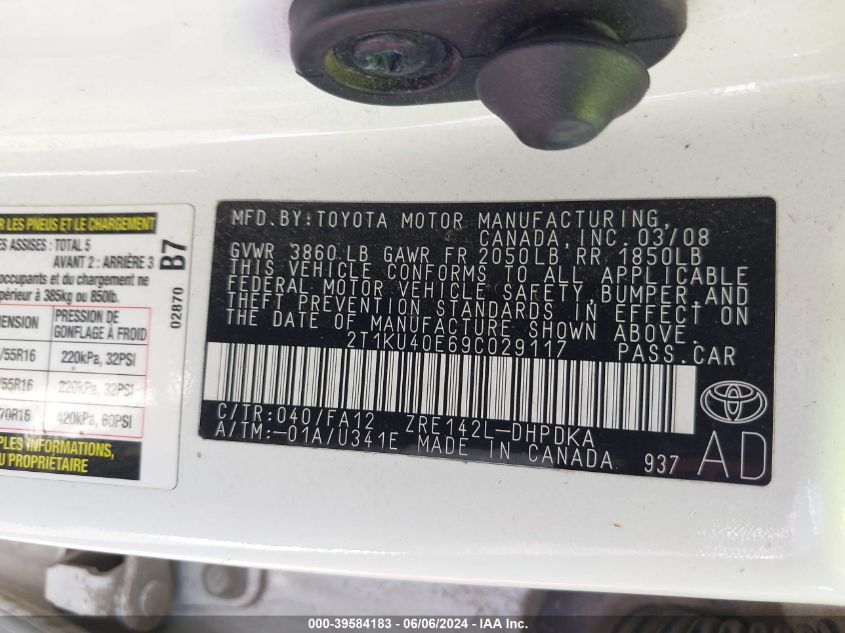 R LES PNEUS ET LE CHARGEMENT
ES ASSISES : TOTAL 5
AVANT 2 : ARRIÈRE 3
occupants et du chargement ne
périor à 385kg ou 850lb.
B7
02870
ENSION
PRESSION DE
GONFLAGE À FROID
/55R16
220kPa, 32PSI
/55R16
220kPa, 32PSI
70R16
420kPa, 60PSI
PLES INFORMATIONS,
U PROPRIÉTAIRE
MFD.BY:TOYOTA MOTOR MANUFACTURING,
CANADA,INC.03/08
GVWR 3860 LB GAWR FR 2050LB RR 1850LB
THIS VEHICLE CONFORMS TO ALL APPLICABLE
FEDERAL MOTOR VEHICLE SAFETY,BUMPER,AND
THEFT PREVENTION STANDARDS IN EFFECT ON
THE DATE OF MANUFACTURE SHOWN ABOVE.
2T1KU40E69C029117 PASS.CAR
C/TR:040/FA12 ZRE142L-DHPDKA
A/TM:-01A/U341E MADE IN CANADA
937
AD
000-39584183 - 06/06/2024 - IAA Inc.